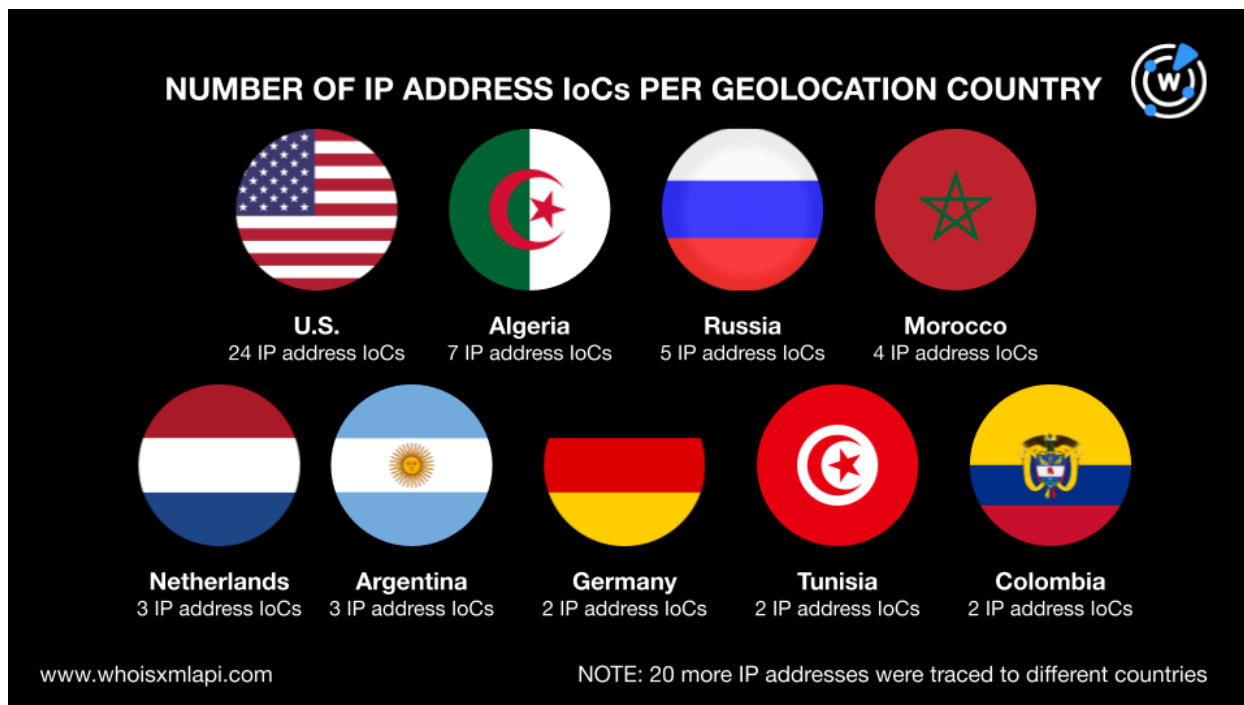 NUMBER OF IP ADDRESS IoCs PER GEOLOCATION COUNTRY
W
U.S.
24 IP address IoCs
Algeria
7 IP address IoCs
Russia
5 IP address IoCs
Morocco
4 IP address IoCs
Netherlands
3 IP address IoCs
Argentina
3 IP address IoCs
Germany
2 IP address IoCs
Tunisia
2 IP address IoCs
Colombia
2 IP address IoCs
www.whoisxmlapi.com
NOTE: 20 more IP addresses were traced to different countries